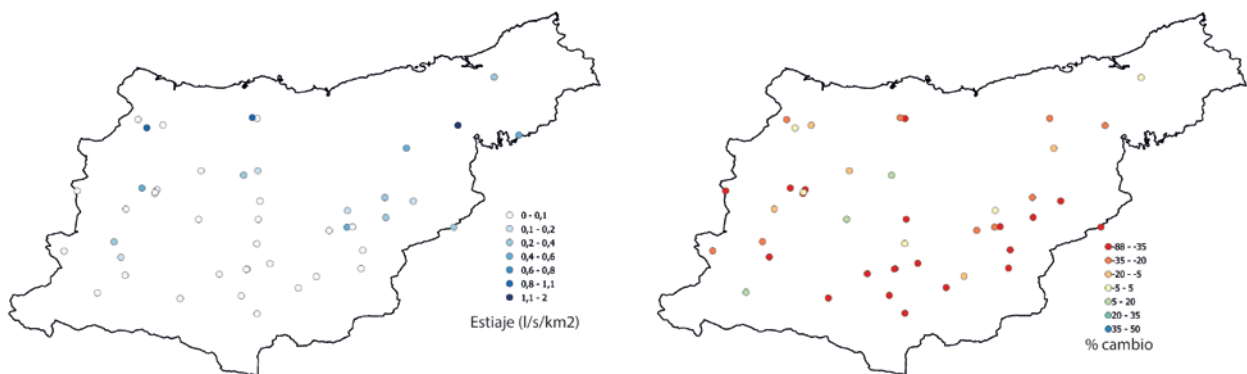 0 - 0,1
0,1 - 0,2
0,2 - 0,4
0,4 - 0,6
0,6 - 0,8
0,8 - 1,1
1,1 - 2
Estiaje (l/s/km2)
-88 - -35
-35 - -20
-20 - -5
-5 - 5
5 - 20
20 - 35
35 - 50
% cambio